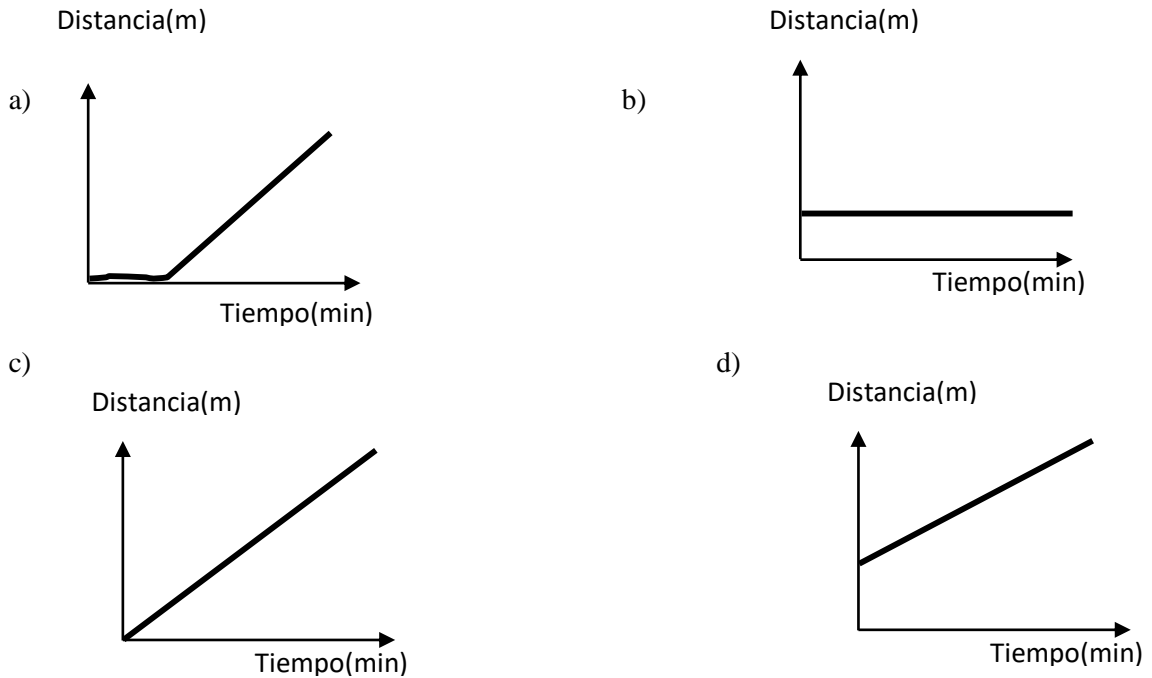 Distancia(m)
Distancia(m)
a)
b)
Tiempo(min)
Tiempo(min)
c)
d)
Distancia(m)
Distancia(m)
Tiempo(min)
Tiempo(min)